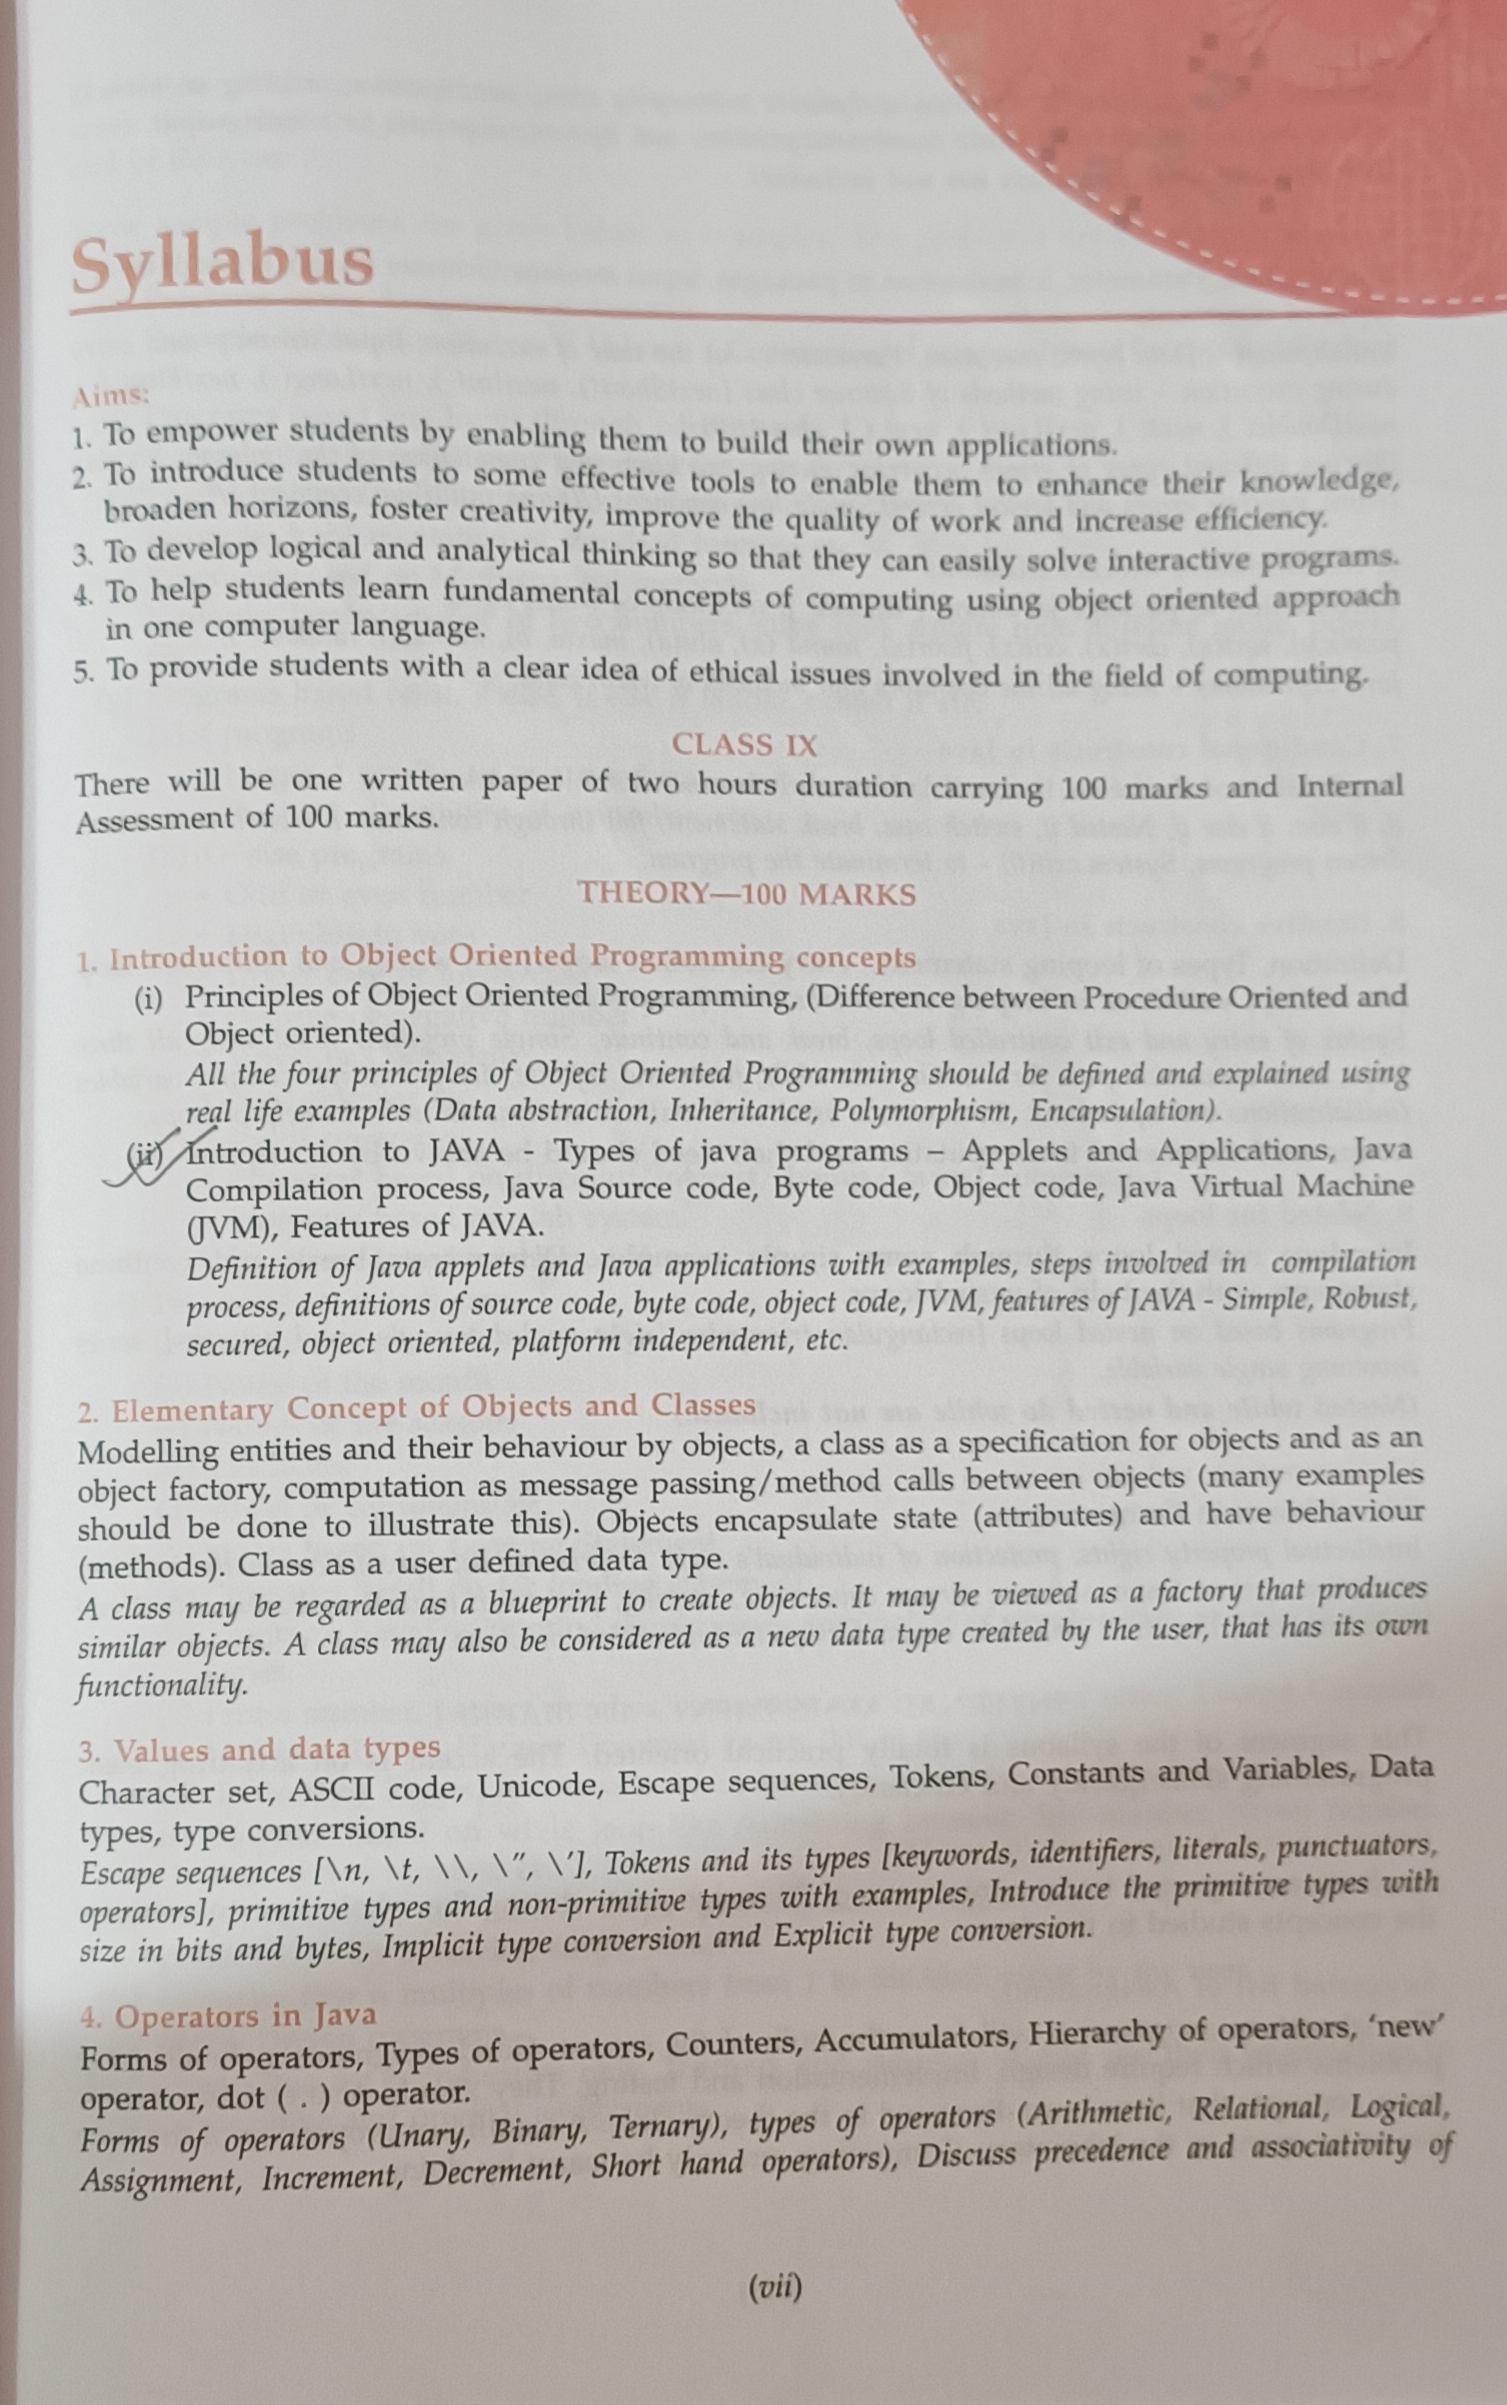 Syllabus
Aims:
1. To empower students by enabling them to build their own applications.
2. To introduce students to some effective tools to enable them to enhance their knowledge,
broaden horizons, foster creativity, improve the quality of work and increase efficiency.
3. To develop logical and analytical thinking so that they can easily solve interactive programs.
4. To help students learn fundamental concepts of computing using object oriented approach
in one computer language.
5. To provide students with a clear idea of ethical issues involved in the field of computing.
CLASS IX
There will be one written paper of two hours duration carrying 100 marks and Internal
Assessment of 100 marks.
THEORY—100 MARKS
1. Introduction to Object Oriented Programming concepts
(i) Principles of Object Oriented Programming, (Difference between Procedure Oriented and
Object oriented).
All the four principles of Object Oriented Programming should be defined and explained using
real life examples (Data abstraction, Inheritance, Polymorphism, Encapsulation).
(ii) Introduction to JAVA - Types of java programs – Applets and Applications, Java
Compilation process, Java Source code, Byte code, Object code, Java Virtual Machine
(JVM), Features of JAVA.
Definition of Java applets and Java applications with examples, steps involved in compilation
process, definitions of source code, byte code, object code, JVM, features of JAVA - Simple, Robust,
secured, object oriented, platform independent, etc.
2. Elementary Concept of Objects and Classes
Modelling entities and their behaviour by objects, a class as a specification for objects and as an
object factory, computation as message passing/method calls between objects (many examples
should be done to illustrate this). Objects encapsulate state (attributes) and have behaviour
(methods). Class as a user defined data type.
A class may be regarded as a blueprint to create objects. It may be viewed as a factory that produces
similar objects. A class may also be considered as a new data type created by the user, that has its own
functionality.
3. Values and data types
Character set, ASCII code, Unicode, Escape sequences, Tokens, Constants and Variables, Data
types, type conversions.
Escape sequences [\n, \t, \\, \", \'], Tokens and its types [keywords, identifiers, literals, punctuators,
operators], primitive types and non-primitive types with examples, Introduce the primitive types with
size in bits and bytes, Implicit type conversion and Explicit type conversion.
4. Operators in Java
Forms of operators, Types of operators, Counters, Accumulators, Hierarchy of operators, 'new'
operator, dot ( . ) operator.
Forms of operators (Unary, Binary, Ternary), types of operators (Arithmetic, Relational, Logical,
Assignment, Increment, Decrement, Short hand operators), Discuss precedence and associativity of
(vii)